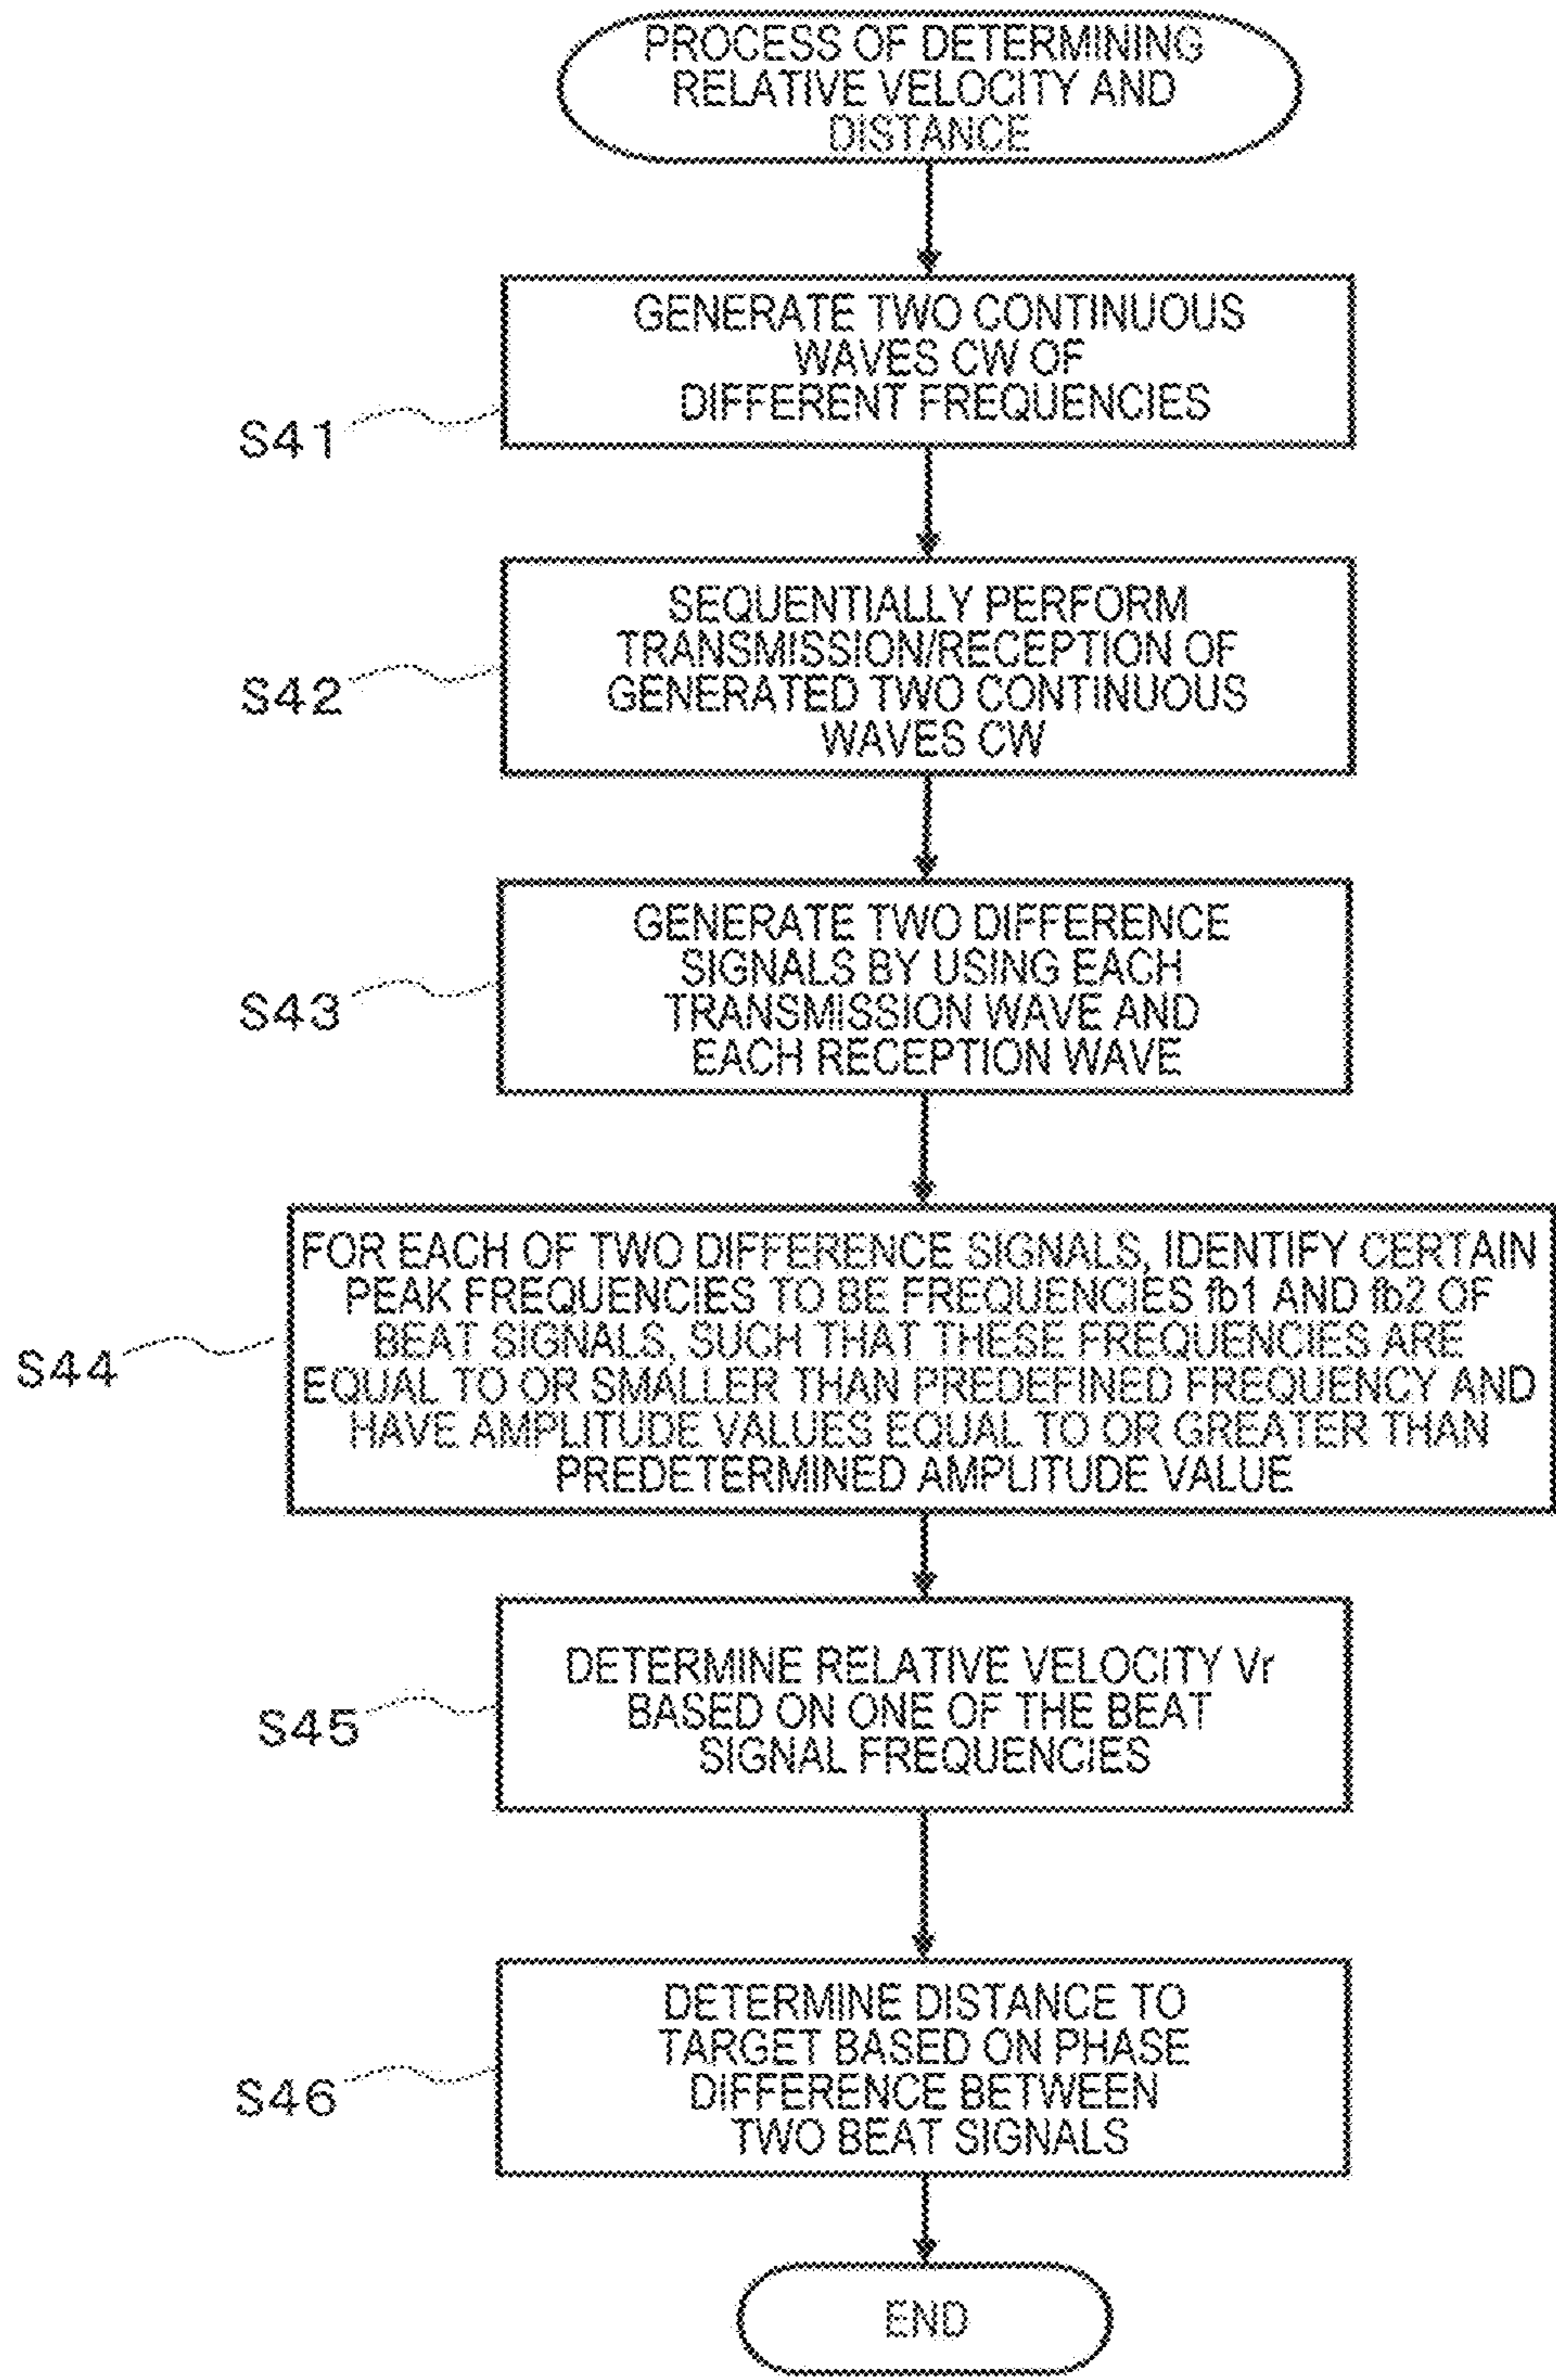 PROCESS OF DETERMINING
RELATIVE VELOCITY AND
DISTANCE
GENERATE TWO CONTINUOUS
WAVES CW OF
DIFFERENT FREQUENCIES
S41
SEQUENTIALLY PERFORM
TRANSMISSION/RECEPTION OF
GENERATED TWO CONTINUOUS
WAVES CW
S42
GENERATE TWO DIFFERENCE
SIGNALS BY USING EACH
TRANSMISSION WAVE AND
EACH RECEPTION WAVE
S43
FOR EACH OF TWO DIFFERENCE SIGNALS, IDENTIFY CERTAIN
PEAK FREQUENCIES TO BE FREQUENCIES fb1 AND fb2 OF
BEAT SIGNALS, SUCH THAT THESE FREQUENCIES ARE
EQUAL TO OR SMALLER THAN PREDEFINED FREQUENCY AND
HAVE AMPLITUDE VALUES EQUAL TO OR GREATER THAN
PREDETERMINED AMPLITUDE VALUE
S44
DETERMINE RELATIVE VELOCITY Vr
BASED ON ONE OF THE BEAT
SIGNAL FREQUENCIES
S45
DETERMINE DISTANCE TO
TARGET BASED ON PHASE
DIFFERENCE BETWEEN
TWO BEAT SIGNALS
S46
END